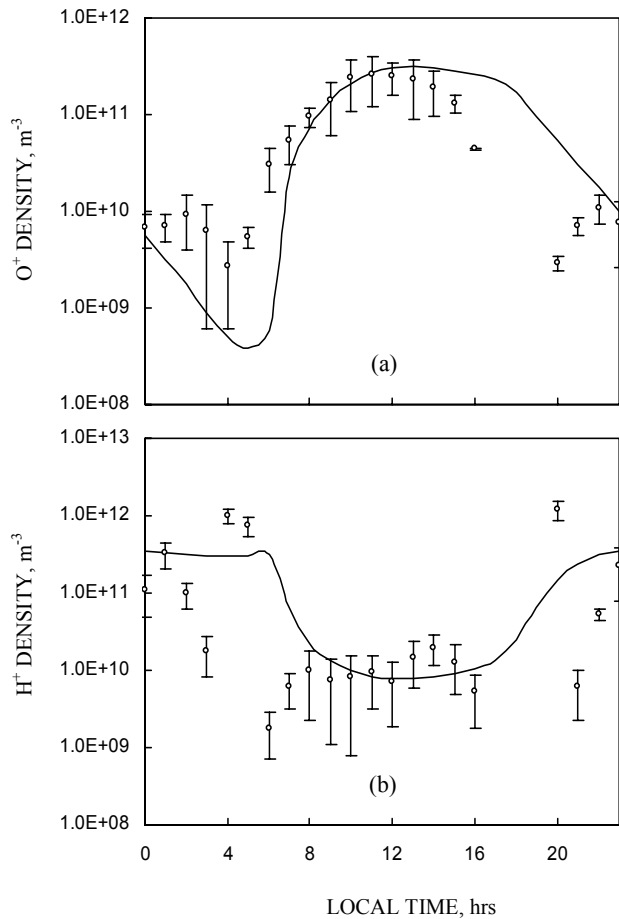 1.0E+12
1.0E+11
1.0E+10
1.0E+09
1.0E+08
O⁺ DENSITY, m⁻³
(a)
1.0E+13
1.0E+12
1.0E+11
1.0E+10
1.0E+09
1.0E+08
H⁺ DENSITY, m⁻³
(b)
0 4 8 12 16 20
LOCAL TIME, hrs